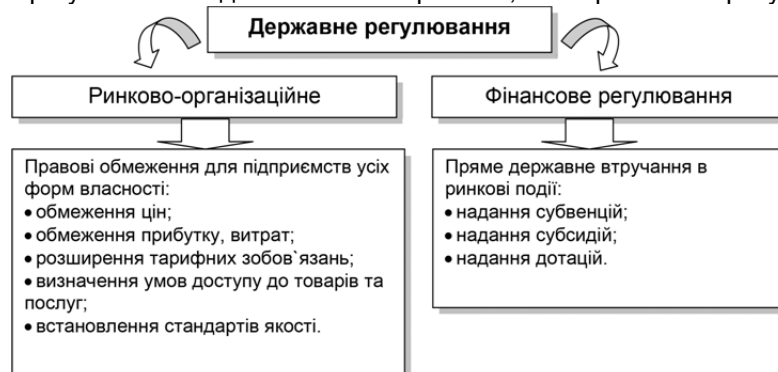 Державне регулювання
Ринково-організаційне
Фінансове регулювання
Правові обмеження для підприємств усіх
форм власності:
• обмеження цін;
• обмеження прибутку, витрат;
• розширення тарифних зобов`язань;
• визначення умов доступу до товарів та
послуг;
• встановлення стандартів якості.
Пряме державне втручання в
ринкові події:
• надання субвенцій;
• надання субсидій;
• надання дотацій.